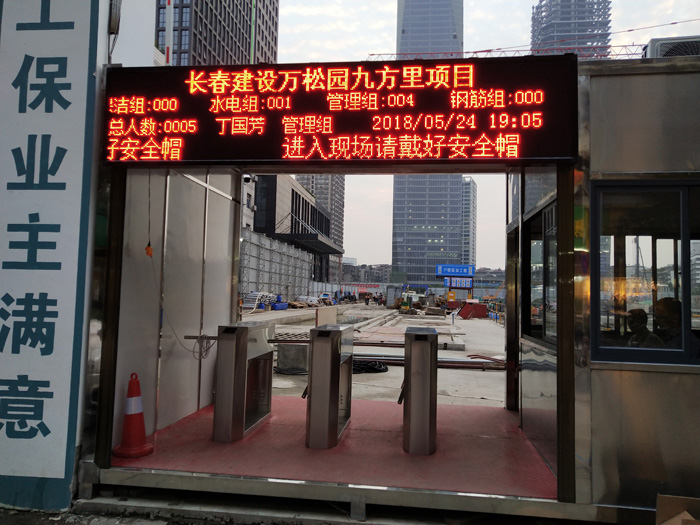 长春建设万松园九方里项目
洁组:000 水电组:001 管理组:004 钢筋组:000
总人数:0005 丁国芳 管理组 2018/05/24 19:05
好安全帽 进入现场请戴好安全帽
保业主满意